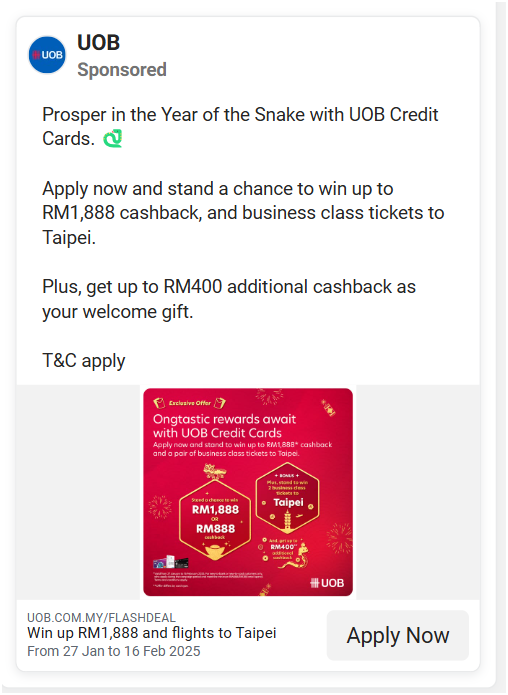 UOB
UOB
Sponsored
Prosper in the Year of the Snake with UOB Credit
Cards.
Apply now and stand a chance to win up to
RM1,888 cashback, and business class tickets to
Taipei.
Plus, get up to RM400 additional cashback as
your welcome gift.
T&C apply
Exclusive Offer
Ongtastic rewards await
with UOB Credit Cards
Apply now and stand to win up to RM1,888* cashback
and a pair of business class tickets to Taipei.
Stand a chance to win
RM1,888
OR
RM888
cashback
BONUS
Plus, stand to win
2 business class
tickets to
Taipei
And get up to
RM400**
additional
cashback
UOB
UOB.COM.MY/FLASHDEAL
Win up RM1,888 and flights to Taipei
From 27 Jan to 16 Feb 2025
Apply Now